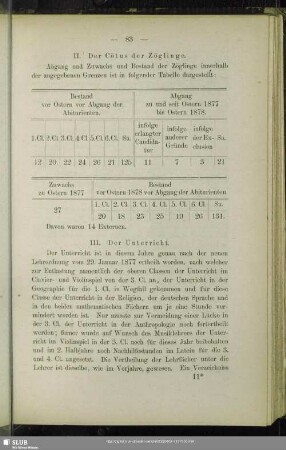 — 83 —
II. Der Cötus der Zöglinge.
Abgang und Zuwachs und Bestand der Zöglinge innerhalb
der angegebenen Grenzen ist in folgender Tabelle dargestellt:
Bestand
vor Ostern vor Abgang der
Abiturienten.
Abgang
zu und seit Ostern 1877
bis Ostern 1878.
1. Cl. 2. Cl. 3. Cl. 4. Cl. 5. Cl. 6. Cl. Sa.
infolge erlangter Candidatur
infolge anderer Gründe
infolge der Exclusion
Sa.
12 29 22 24 26 21 125 11 7 3 21
Zuwachs
zu Ostern 1877
Bestand
vor Ostern 1878 vor Abgang der Abiturienten
27
1. Cl. 2. Cl. 3. Cl. 4. Cl. 5. Cl. 6. Cl. Sa.
20 18 23 25 19 26 131.
Davon waren 14 Externen.
III. Der Unterricht.
Der Unterricht ist in diesem Jahre genau nach der neuen
Lehrordnung vom 29. Januar 1877 ertheilt worden, nach welcher
zur Entlastung namentlich der oberen Classen der Unterricht im
Clavier- und Violinspiel von der 3. Cl. an, der Unterricht in der
Geographie für die 1. Cl. in Wegfall gekommen und für diese
Classe der Unterricht in der Religion, der deutschen Sprache und
in den beiden mathematischen Fächern um je eine Stunde ver-
mindert worden ist. Nur musste zur Vermeidung einer Lücke in
der 3. Cl. der Unterricht in der Anthropologie noch fortertheilt
werden; ferner wurde auf Wunsch des Musiklehrers der Unter-
richt im Violinspiel in der 3. Cl. noch für dieses Jahr beibehalten
und im 2. Halbjahre noch Nachhilfestunden im Latein für die 3.
und 4. Cl. angesetzt. Die Vertheilung der Lehrfächer unter die
Lehrer ist dieselbe, wie im Vorjahre, gewesen. Ein Verzeichniss
11*
SLUB